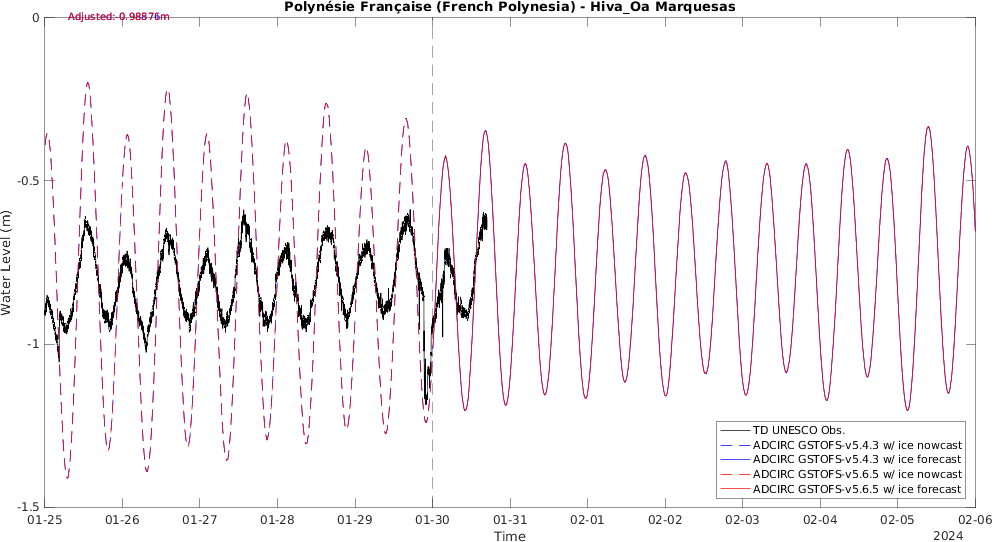 Polynésie Française (French Polynesia) - Hiva_Oa Marquesas
Adjusted:
0
-0.5
-1
-1.5
Water Level (m)
01-25 01-26 01-27 01-28 01-29 01-30 01-31 02-01 02-02 02-03 02-04 02-05 02-06
Time
2024
TD UNESCO Obs.
ADCIRC GSTOFS-v5.4.3 w/ ice nowcast
ADCIRC GSTOFS-v5.4.3 w/ ice forecast
ADCIRC GSTOFS-v5.6.5 w/ ice nowcast
ADCIRC GSTOFS-v5.6.5 w/ ice forecast